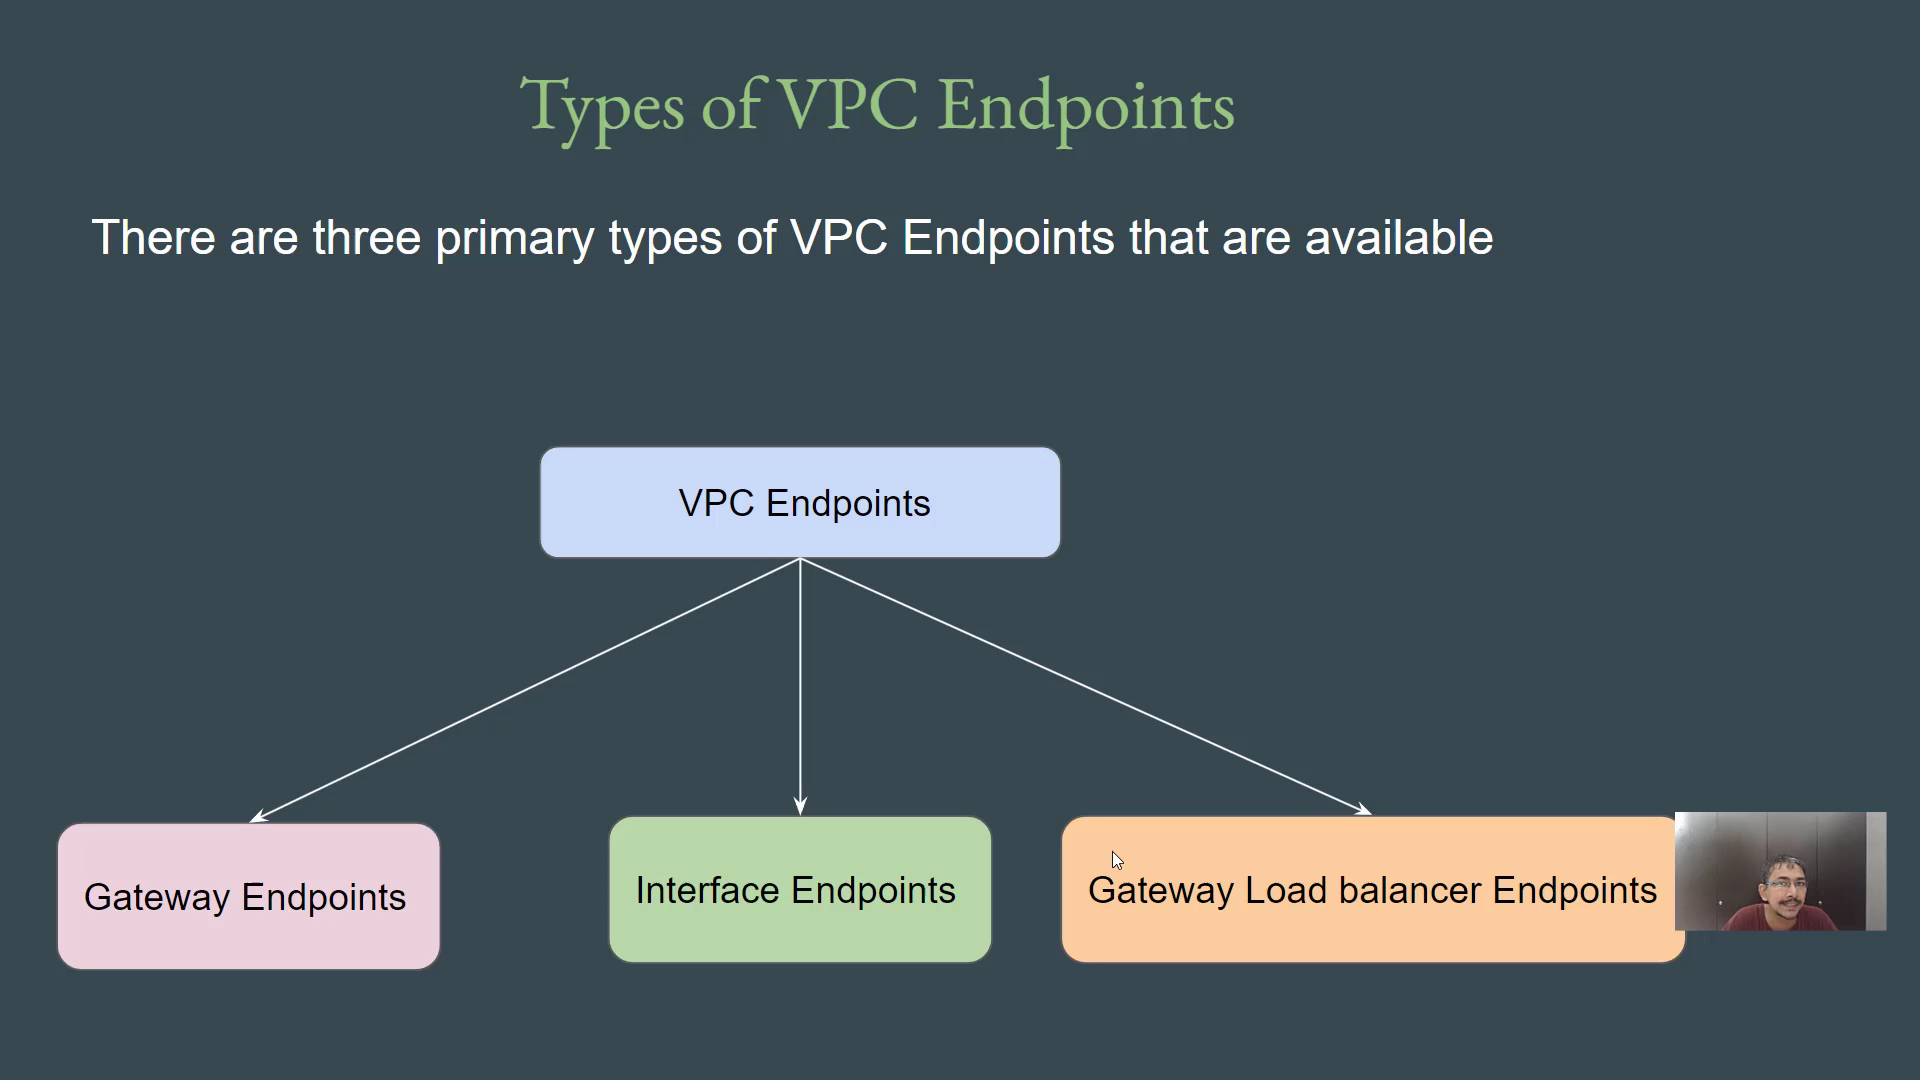 Types of VPC Endpoints
There are three primary types of VPC Endpoints that are available
VPC Endpoints
Gateway Endpoints
Interface Endpoints
Gateway Load balancer Endpoints